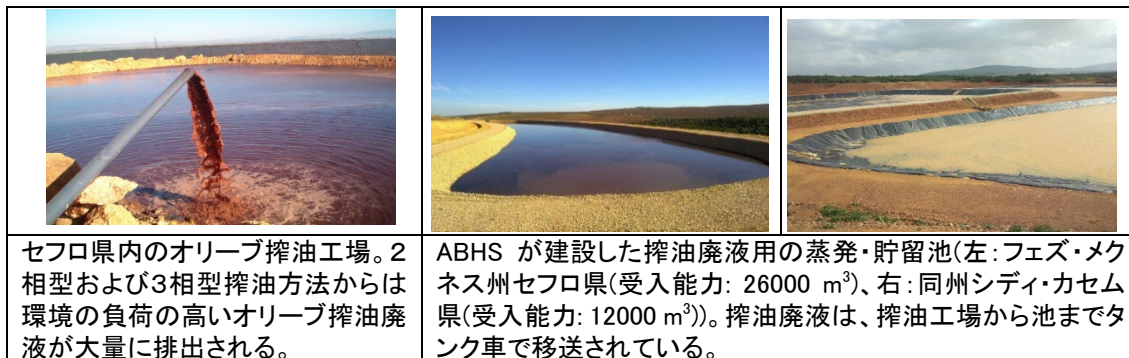 セフロ県内のオリーブ搾油工場。２
相型および３相型搾油方法からは
環境の負荷の高いオリーブ搾油廃
液が大量に排出される。
ABHS が建設した搾油廃液用の蒸発・貯留池(左：フェズ・メク
ネス州セフロ県(受入能力: 26000 m³)、右：同州シディ・カセム
県(受入能力: 12000 m³))。搾油廃液は、搾油工場から池までタ
ンク車で移送されている。